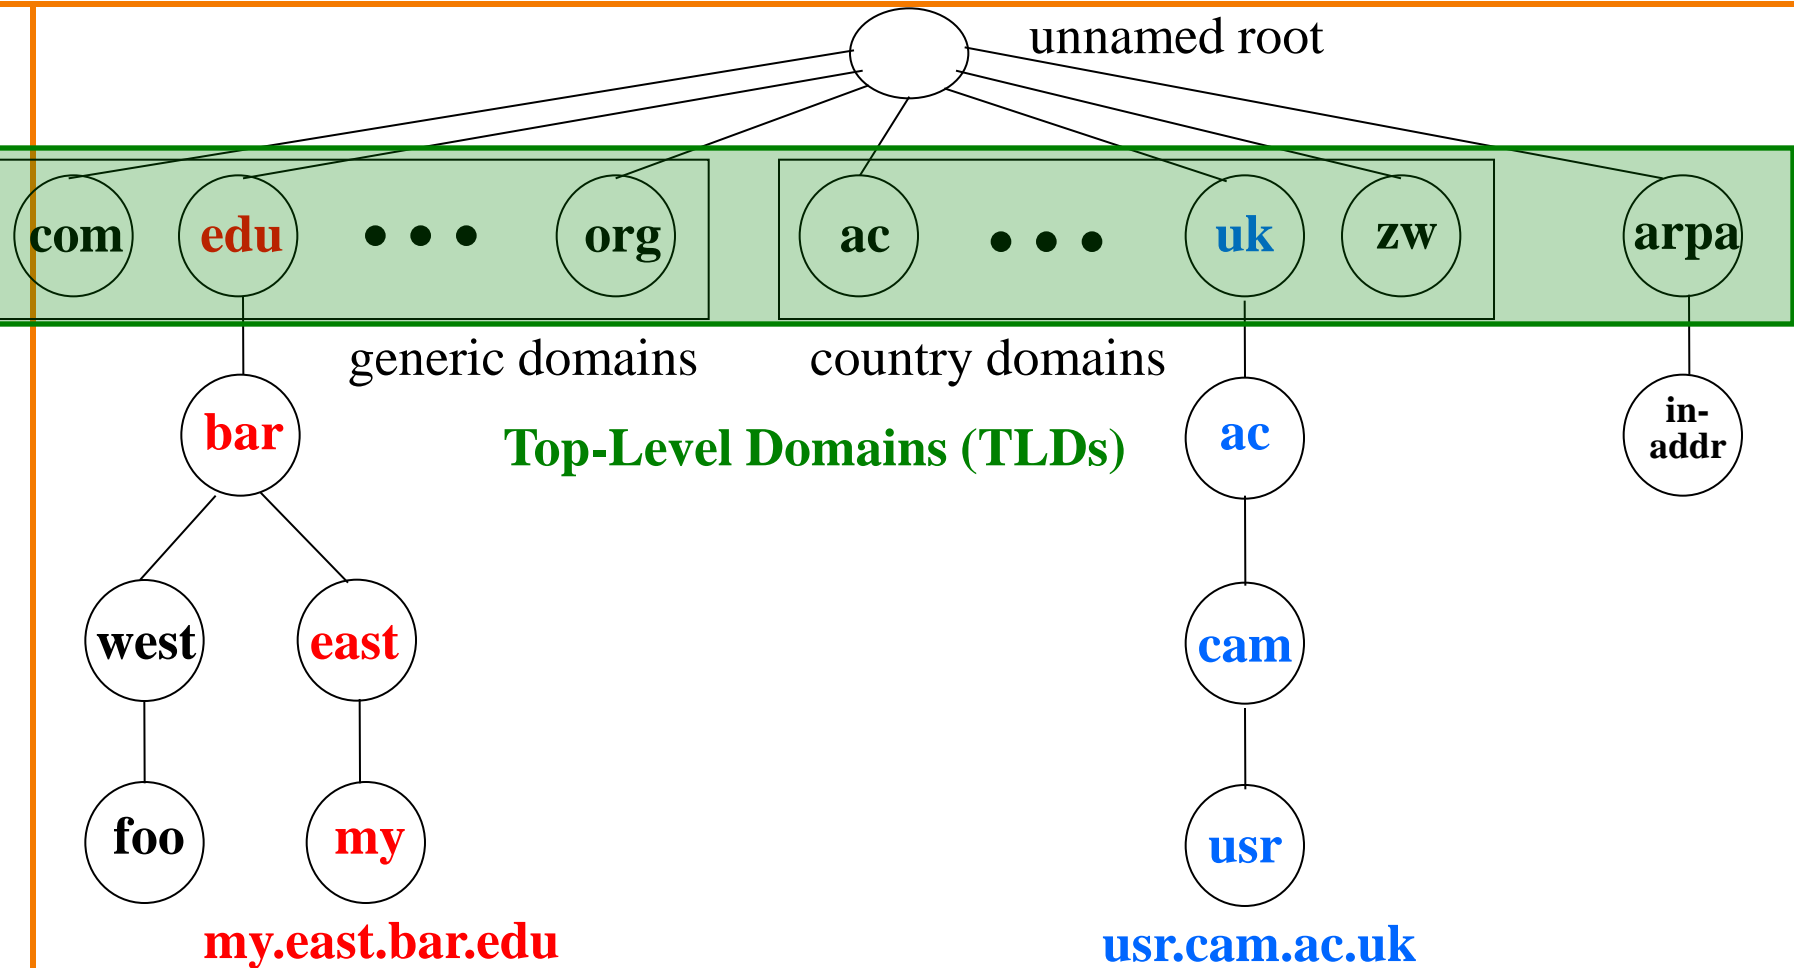 unnamed root
com edu • • • org ac • • • uk zw arpa
generic domains country domains
bar Top-Level Domains (TLDs) ac in-
addr
west east cam
foo my usr
my.east.bar.edu usr.cam.ac.uk